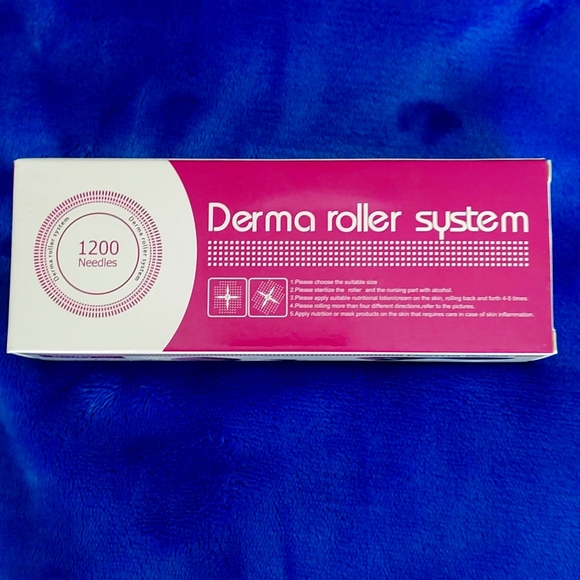 Derma roller system
Derma roller system
1200
Needles
Derma roller system
1.Please choose the suitable size
2.Please sterilize the roller and the nursing part with alcohol.
3.Please apply suitable nutritional lotion/cream on the skin, rolling back and forth 4-5 times.
4.Please rolling more than four different directions,refer to the pictures.
5.Apply nutrition or mask products on the skin that requires care in case of skin inflammation.